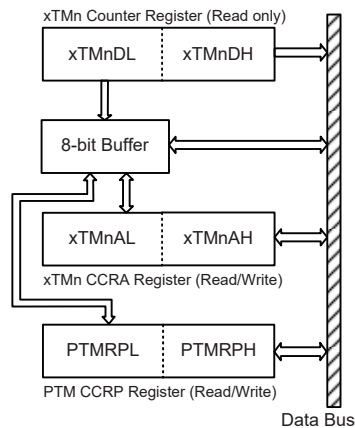 xTMn Counter Register (Read only)
xTMnDL xTMnDH
8-bit Buffer
xTMnAL xTMnAH
xTMn CCRA Register (Read/Write)
PTMRPL PTMRPH
PTM CCRP Register (Read/Write)
Data Bus